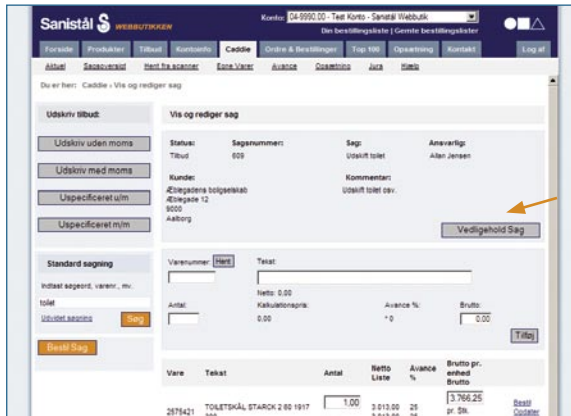 Sanistål S WEBBUTIKKEN
Konto: 04-9990.00 - Test Konto - Sanistål Webbutik
Din bestillingsliste | Gemte bestillingslister
Forside Produkter Tilbud Kontoinfo Caddie Ordre & Bestillinger Top 100 Opsætning Kontakt Log af
Aktuel Sagsoversigt Hent fra scanner Egne Varer Avance Opsætning Jura Hjælp
Du er her: Caddie › Vis og rediger sag
Udskriv tilbud:
Udskriv uden moms
Udskriv med moms
Uspecificeret u/m
Uspecificeret m/m
Standard søgning
Indtast søgeord, varenr., mv.
toilet
Udvidet søgning Søg
Bestil Sag
Vis og rediger sag
Status: Sagsnummer: Sag: Ansvarlig:
Tilbud 609 Udskift toilet Allan Jensen
Kunde: Kommentar:
Æblegadens boligselskab Udskift toilet osv.
Æblegade 12
9000
Aalborg
Vedligehold Sag
Varenummer: Hent Tekst:
Netto: 0,00
Antal: Kalkulationspris: Avance %: Brutto:
0.00 * 0 0.00
Tilføj
Vare Tekst Antal Netto Liste Avance % Brutto pr. enhed Brutto
2575421 TOILETSKÅL STARCK 2 60 1917 1,00 3.013,00 25 3.766,25 pr. Stk. Bestil